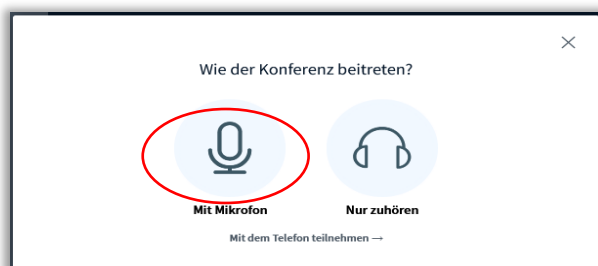 Wie der Konferenz beitreten?
Mit Mikrofon Nur zuhören
Mit dem Telefon teilnehmen →